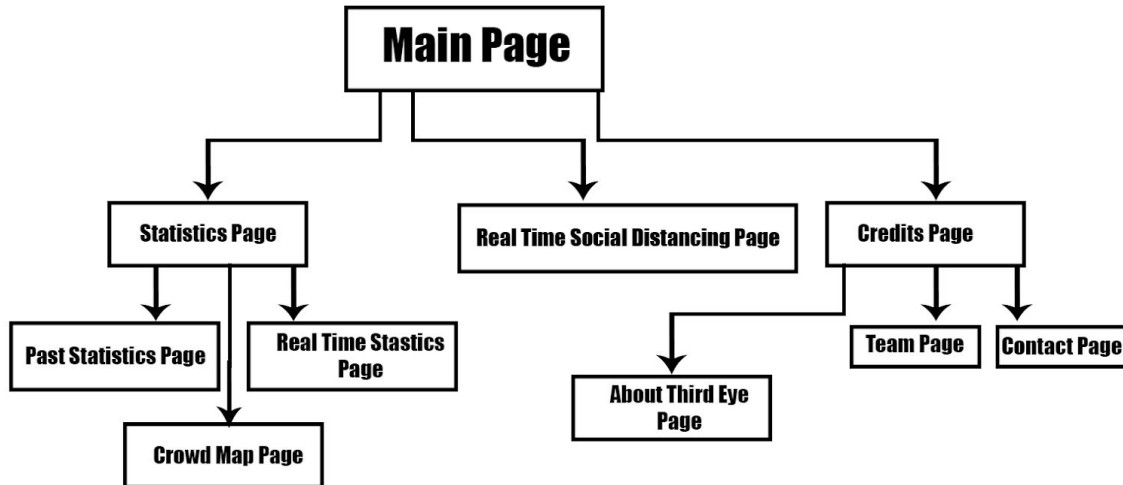 Main Page
Statistics Page
Real Time Social Distancing Page
Credits Page
Past Statistics Page
Real Time Stastics
Page
Team Page
Contact Page
About Third Eye
Page
Crowd Map Page